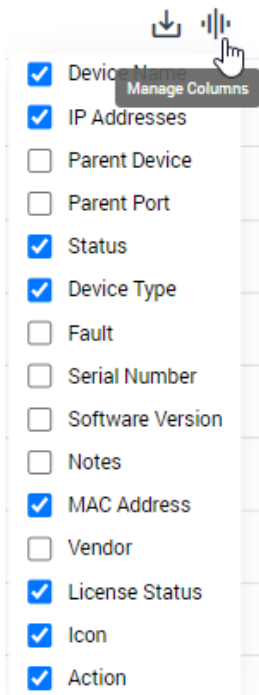 Device Name
Manage Columns
IP Addresses
Parent Device
Parent Port
Status
Device Type
Fault
Serial Number
Software Version
Notes
MAC Address
Vendor
License Status
Icon
Action